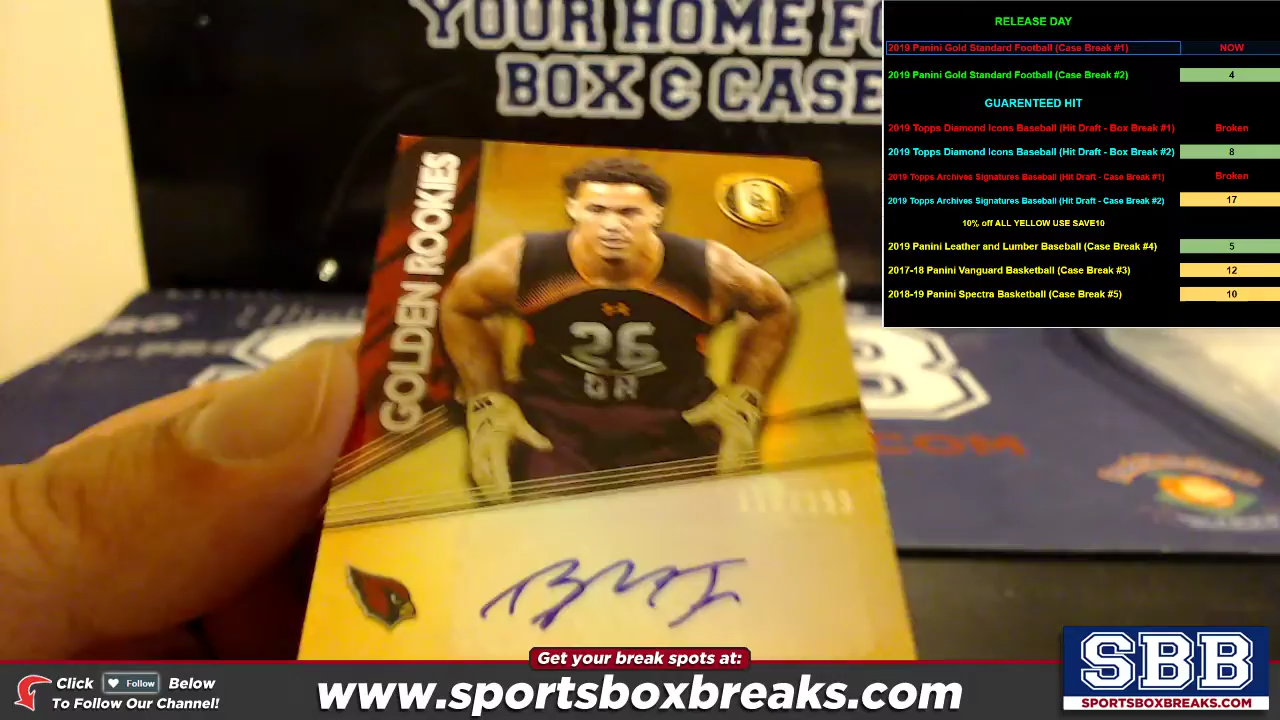 YOUR HOME FO
BOX & CASE
RELEASE DAY
2019 Panini Gold Standard Football (Case Break #1) NOW
2019 Panini Gold Standard Football (Case Break #2) 4
GUARENTEED HIT
2019 Topps Diamond Icons Baseball (Hit Draft - Box Break #1) Broken
2019 Topps Diamond Icons Baseball (Hit Draft - Box Break #2) 8
2019 Topps Archives Signatures Baseball (Hit Draft - Case Break #1) Broken
2019 Topps Archives Signatures Baseball (Hit Draft - Case Break #2) 17
10% off ALL YELLOW USE SAVE10
2019 Panini Leather and Lumber Baseball (Case Break #4) 5
2017-18 Panini Vanguard Basketball (Case Break #3) 12
2018-19 Panini Spectra Basketball (Case Break #5) 10
GOLDEN ROOKIES
26
Get your break spots at:
Click Follow Below
To Follow Our Channel!
www.sportsboxbreaks.com
SBB
SPORTSBOXBREAKS.COM